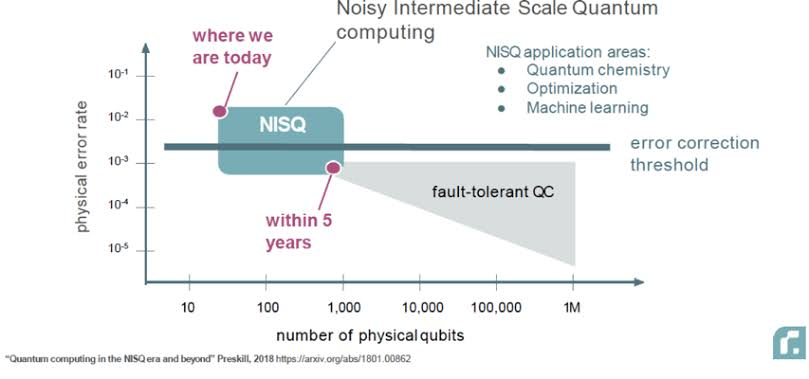 Noisy Intermediate Scale Quantum
computing
where we
are today
NISQ application areas:
● Quantum chemistry
● Optimization
● Machine learning
physical error rate
10-1
10-2
10-3
10-4
10-5
NISQ
error correction
threshold
fault-tolerant QC
within 5
years
10
100
1,000
10,000
100,000
1M
number of physical qubits
“Quantum computing in the NISQ era and beyond” Preskill, 2018 https://arxiv.org/abs/1801.00862